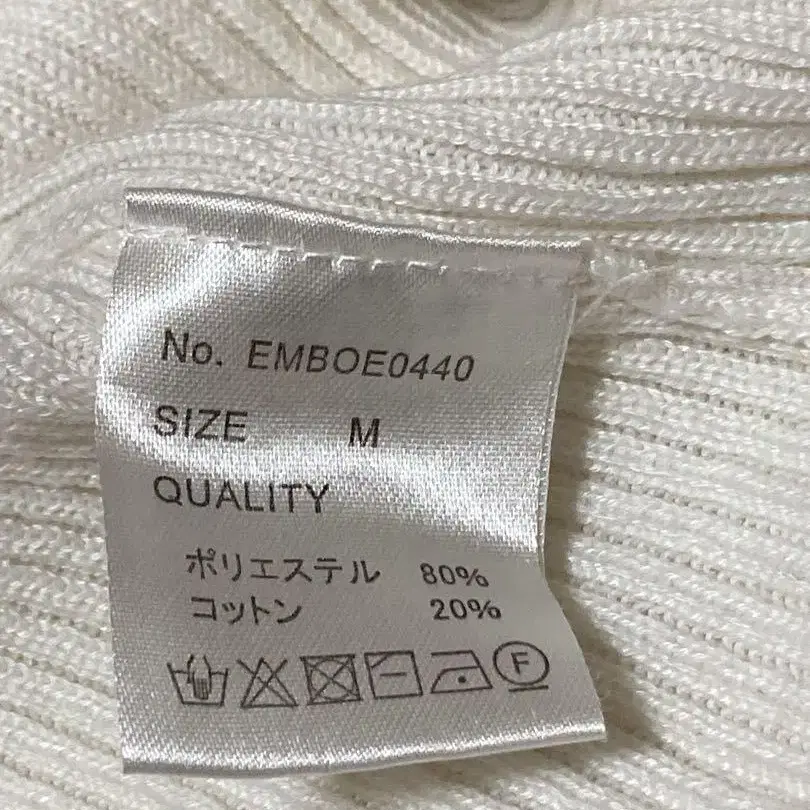 No. EMBOE0440
SIZE M
QUALITY
ポリエステル 80%
コットン 20%
F